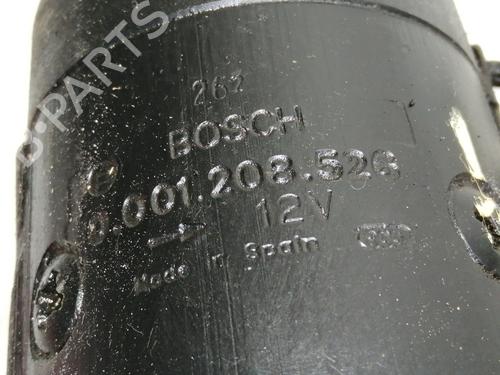 B-PARTS
262
BOSCH
0.001.208.526
12V
Made in Spain